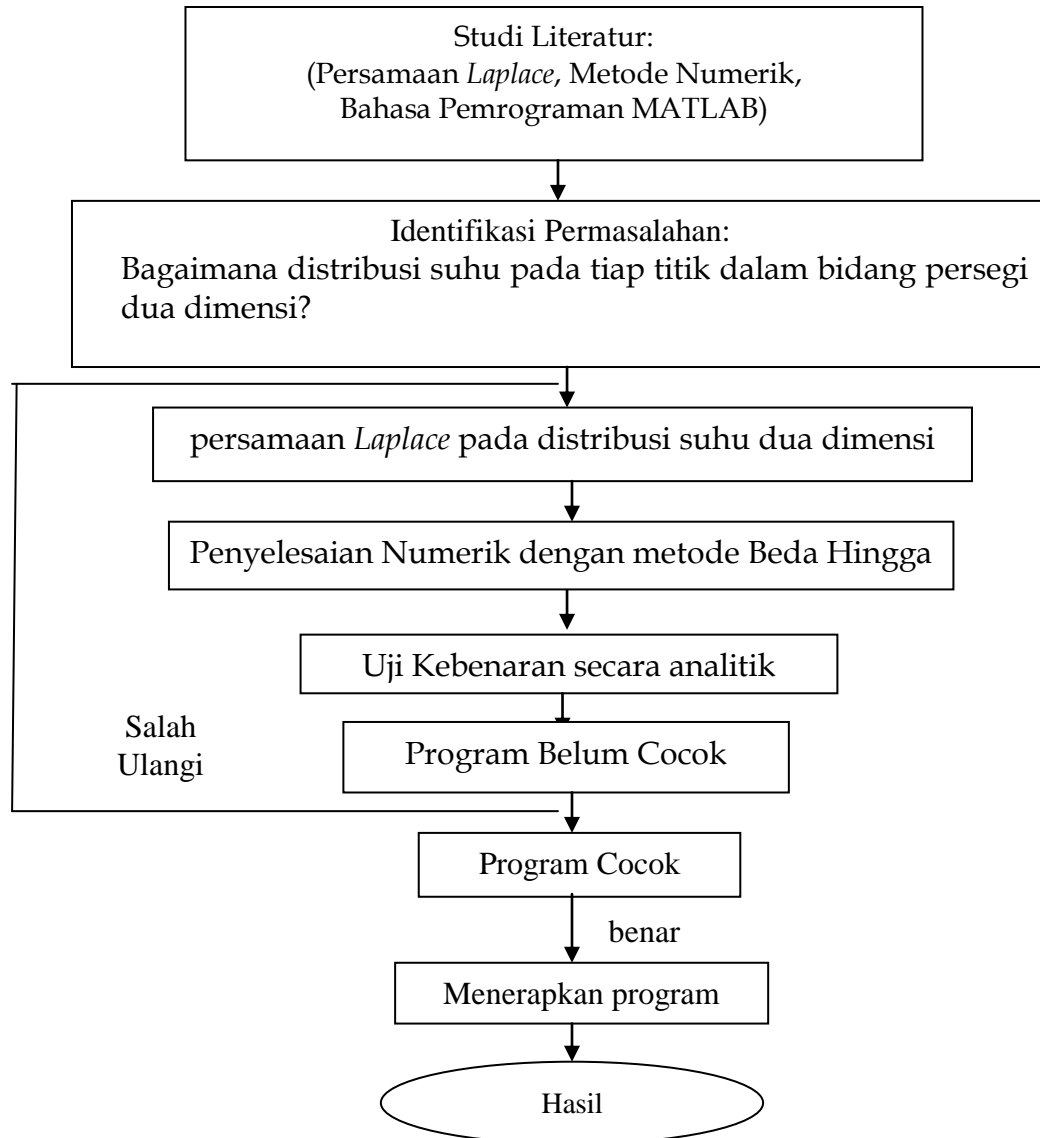 Studi Literatur:
(Persamaan Laplace, Metode Numerik,
Bahasa Pemrograman MATLAB)
Identifikasi Permasalahan:
Bagaimana distribusi suhu pada tiap titik dalam bidang persegi
dua dimensi?
persamaan Laplace pada distribusi suhu dua dimensi
Penyelesaian Numerik dengan metode Beda Hingga
Uji Kebenaran secara analitik
Salah
Ulangi
Program Belum Cocok
Program Cocok
benar
Menerapkan program
Hasil